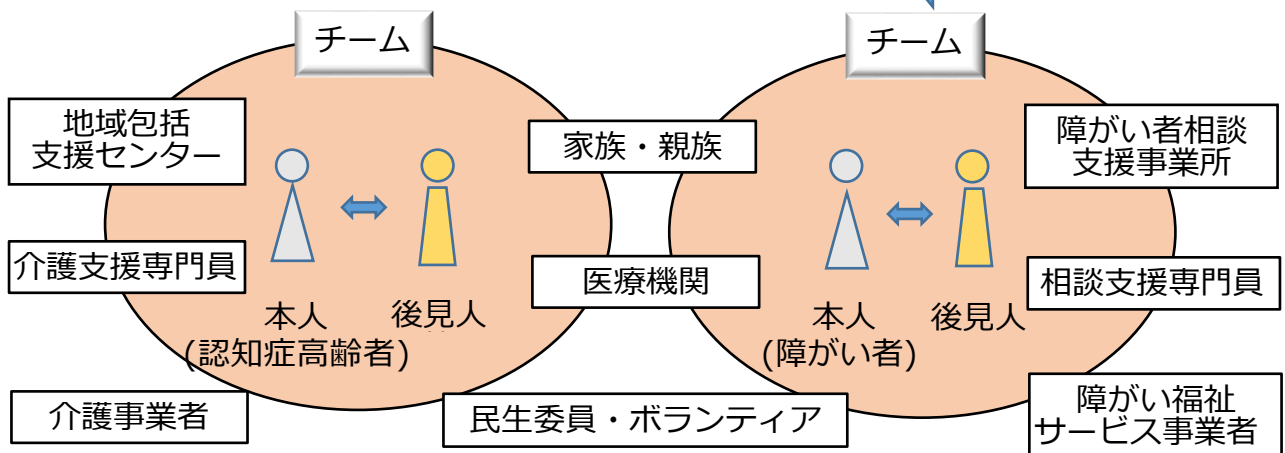 チーム
地域包括
支援センター
介護支援専門員
介護事業者
本人
(認知症高齢者)
後見人
家族・親族
医療機関
民生委員・ボランティア
チーム
本人
(障がい者)
後見人
障がい者相談
支援事業所
相談支援専門員
障がい福祉
サービス事業者